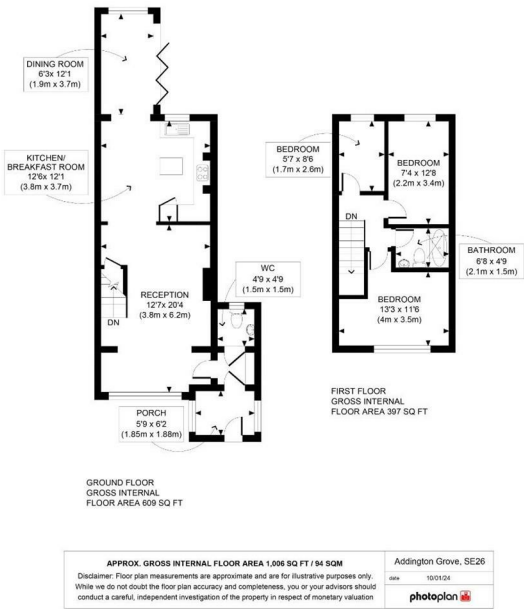 DINING ROOM
6'3x 12'1
(1.9m x 3.7m)
KITCHEN/
BREAKFAST ROOM
12'6x 12'1
(3.8m x 3.7m)
RECEPTION
12'7x 20'4
(3.8m x 6.2m)
DN
WC
4'9 x 4'9
(1.5m x 1.5m)
PORCH
5'9 x 6'2
(1.85m x 1.88m)
GROUND FLOOR
GROSS INTERNAL
FLOOR AREA 609 SQ FT
BEDROOM
5'7 x 8'6
(1.7m x 2.6m)
BEDROOM
7'4 x 12'8
(2.2m x 3.4m)
DN
BATHROOM
6'8 x 4'9
(2.1m x 1.5m)
BEDROOM
13'3 x 11'6
(4m x 3.5m)
FIRST FLOOR
GROSS INTERNAL
FLOOR AREA 397 SQ FT
APPROX. GROSS INTERNAL FLOOR AREA 1,006 SQ FT / 94 SQM
Disclaimer: Floor plan measurements are approximate and are for illustrative purposes only.
While we do not doubt the floor plan accuracy and completeness, you or your advisors should
conduct a careful, independent investigation of the property in respect of monetary valuation
Addington Grove, SE26
date 10/01/24
photoplan